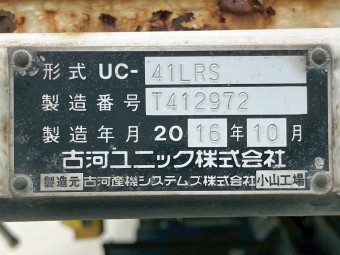 形式 UC-41LRS
製造番号 T412972
製造年月 2016年10月
古河ユニック株式会社
製造元 古河産機システムズ株式会社 小山工場